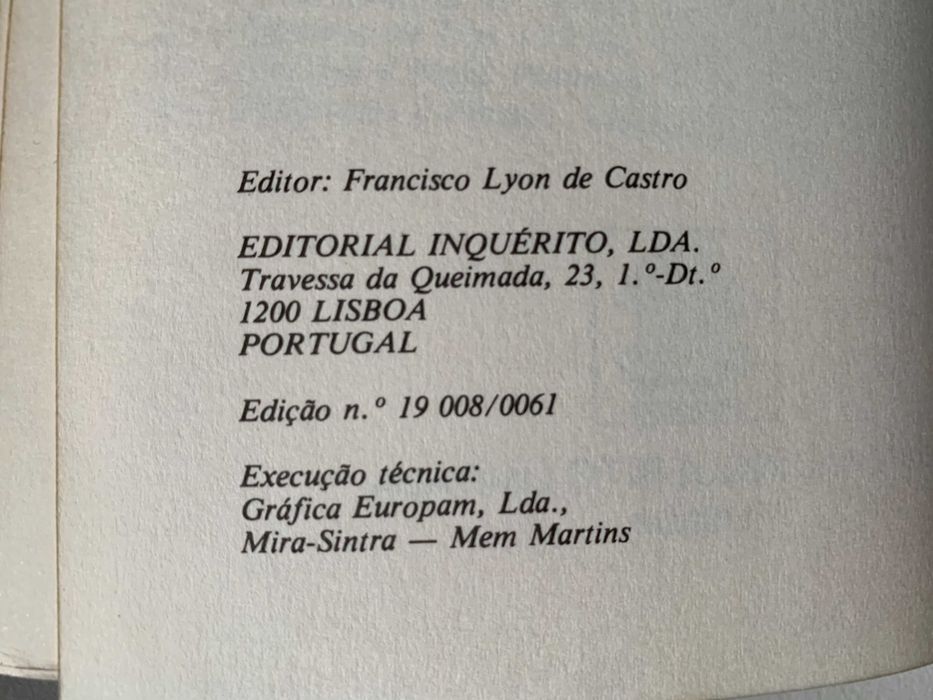 Editor: Francisco Lyon de Castro
EDITORIAL INQUÉRITO, LDA.
Travessa da Queimada, 23, 1.º-Dt.º
1200 LISBOA
PORTUGAL
Edição n.º 19 008/0061
Execução técnica:
Gráfica Europam, Lda.,
Mira-Sintra — Mem Martins